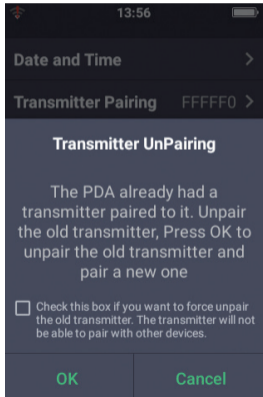 13:56
Date and Time >
Transmitter Pairing FFFFF0 >
Transmitter UnPairing
The PDA already had a
transmitter paired to it. Unpair
the old transmitter, Press OK to
unpair the old transmitter and
pair a new one
Check this box if you want to force unpair
the old transmitter. The transmitter will not
be able to pair with other devices.
OK Cancel